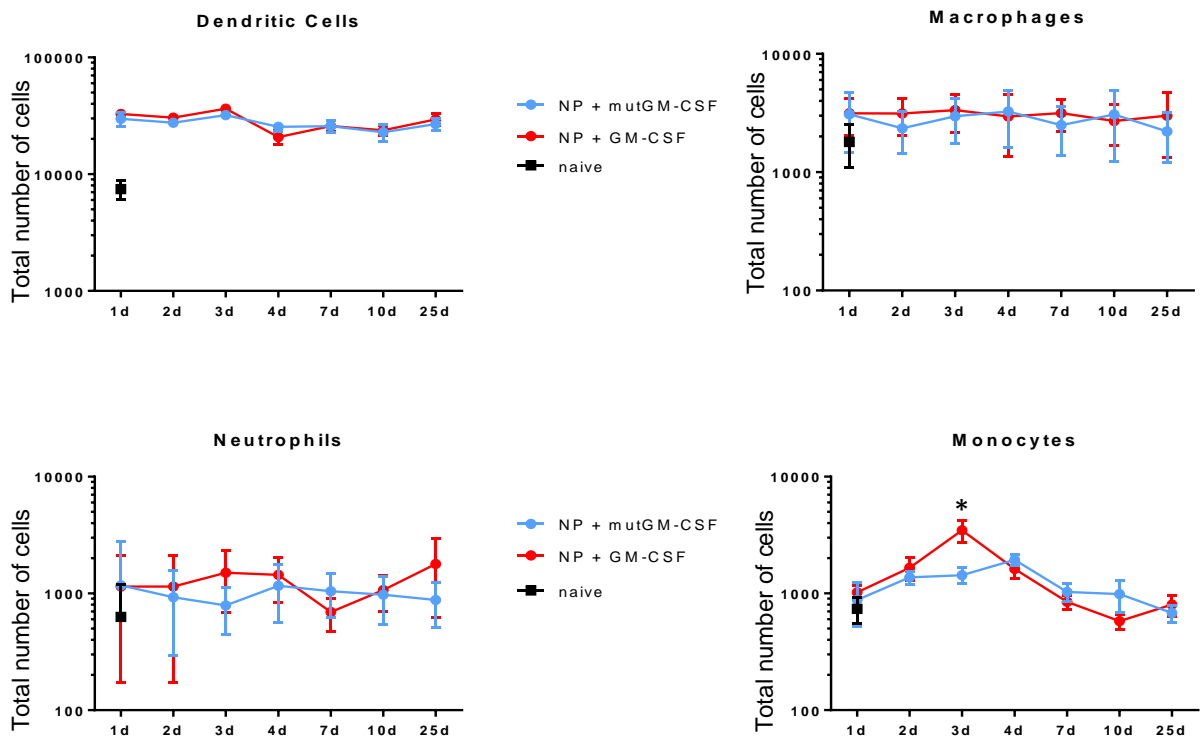 Dendritic Cells
Total number of cells
100000
10000
1000
1d 2d 3d 4d 7d 10d 25d
NP + mutGM-CSF
NP + GM-CSF
naive
Macrophages
Total number of cells
10000
1000
100
1d 2d 3d 4d 7d 10d 25d
Neutrophils
Total number of cells
10000
1000
100
1d 2d 3d 4d 7d 10d 25d
NP + mutGM-CSF
NP + GM-CSF
naive
Monocytes
Total number of cells
10000
1000
100
*
1d 2d 3d 4d 7d 10d 25d